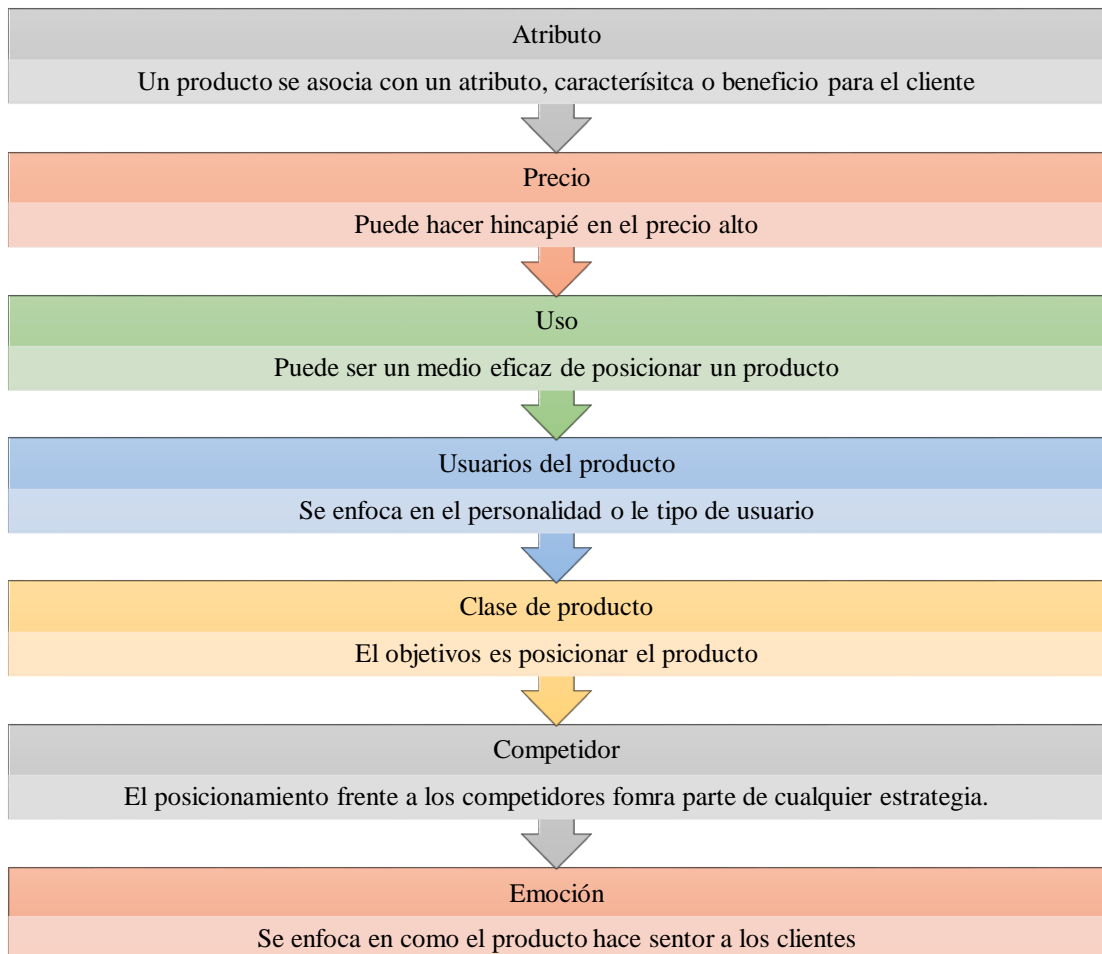 Atributo
Un producto se asocia con un atributo, caracterísitca o beneficio para el cliente
Precio
Puede hacer hincapié en el precio alto
Uso
Puede ser un medio eficaz de posicionar un producto
Usuarios del producto
Se enfoca en el personalidad o le tipo de usuario
Clase de producto
El objetivos es posicionar el producto
Competidor
El posicionamiento frente a los competidores fomra parte de cualquier estrategia.
Emoción
Se enfoca en como el producto hace sentor a los clientes